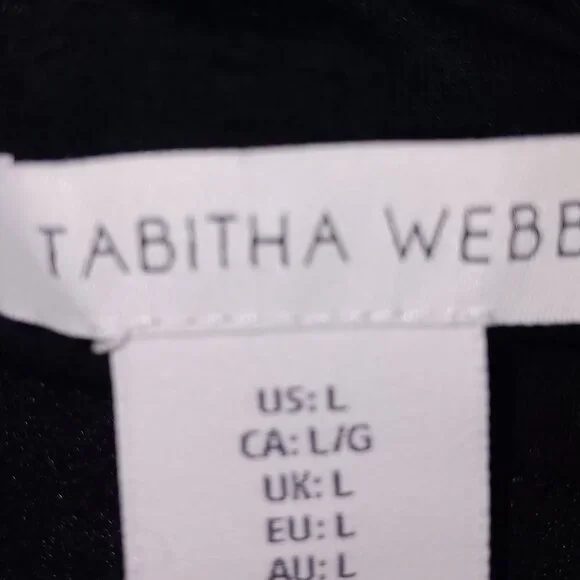 TABITHA WEBB
US: L
CA: L/G
UK: L
EU: L
AU: L